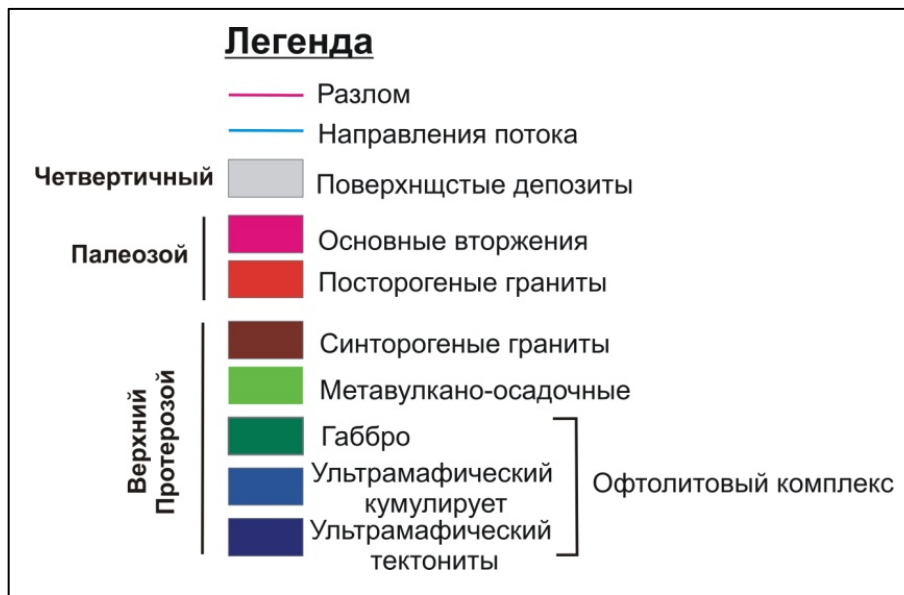 Легенда
Разлом
Направления потока
Четвертичный
Поверхнщстые депозиты
Палеозой
Основные вторжения
Посторогеные граниты
Верхний
Протерозой
Синторогеные граниты
Метавулкано-осадочные
Габбро
Ультрамафический
кумулирует
Ультрамафический
тектониты
Офтолитовый комплекс